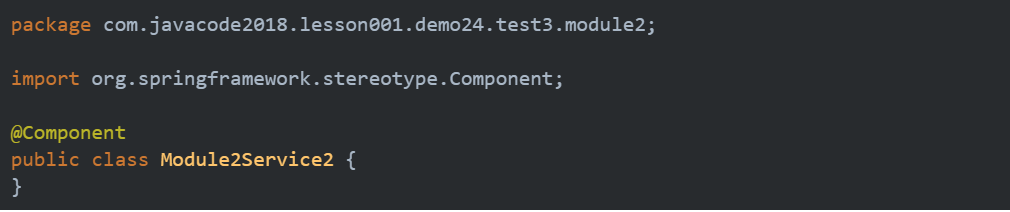 package com.javacode2018.lesson001.demo24.test3.module2;
import org.springframework.stereotype.Component;
@Component
public class Module2Service2 {
}